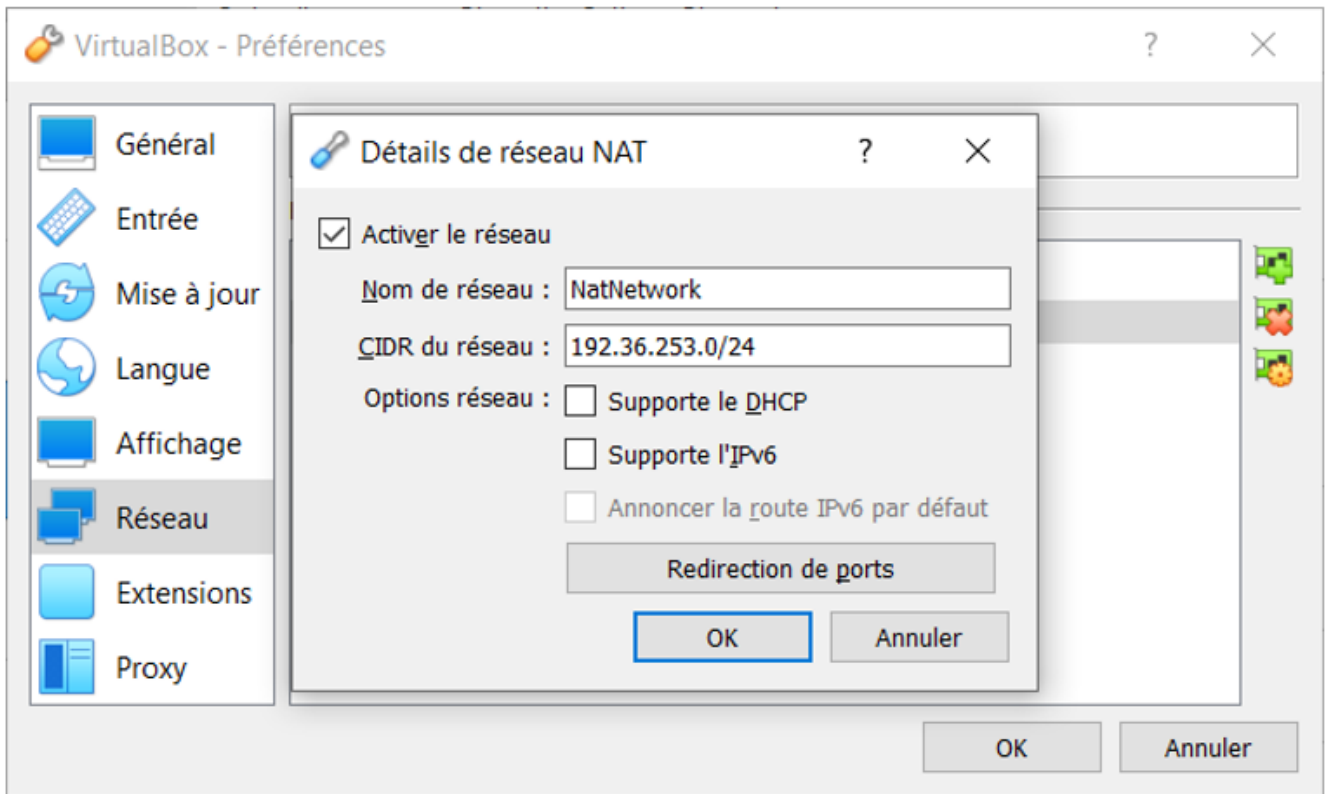 VirtualBox - Préférences
?
Général
Entrée
Mise à jour
Langue
Affichage
Réseau
Extensions
Proxy
Détails de réseau NAT
?
Activer le réseau
Nom de réseau : NatNetwork
CIDR du réseau : 192.36.253.0/24
Options réseau : Supporte le DHCP
Supporte l'IPv6
Annoncer la route IPv6 par défaut
Redirection de ports
OK Annuler
OK Annuler